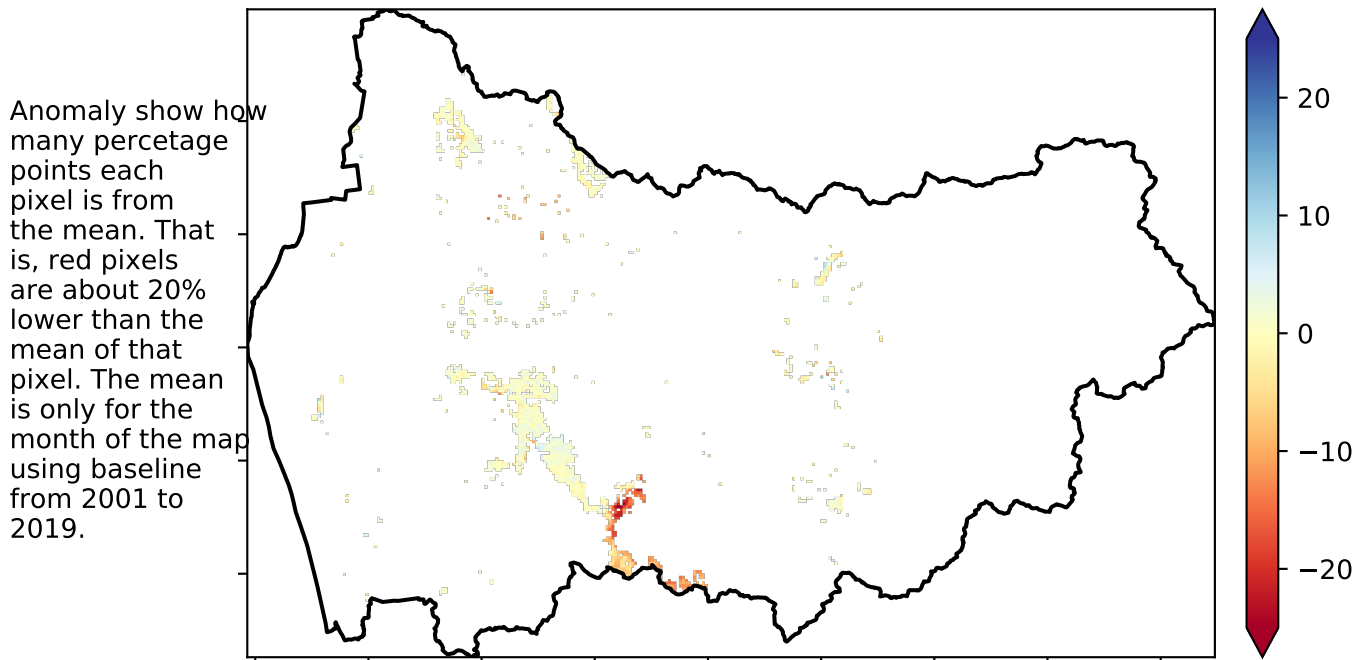 Anomaly show how
many percetage
points each
pixel is from
the mean. That
is, red pixels
are about 20%
lower than the
mean of that
pixel. The mean
is only for the
month of the map
using baseline
from 2001 to
2019.
20
10
0
−10
−20